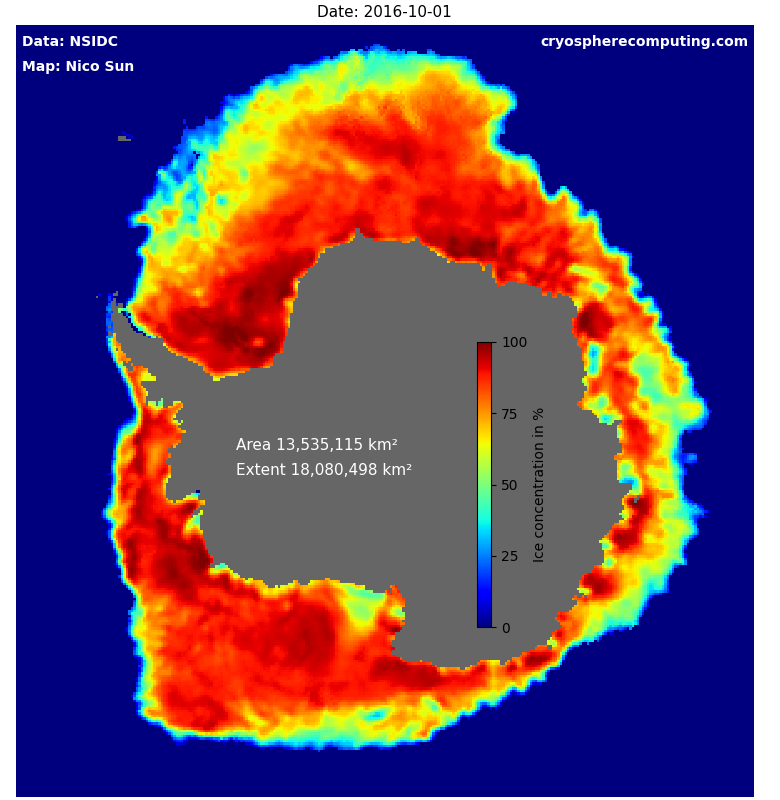 Date: 2016-10-01
Data: NSIDC
cryospherecomputing.com
Map: Nico Sun
100
75
50
25
0
Ice concentration in %
Area 13,535,115 km²
Extent 18,080,498 km²